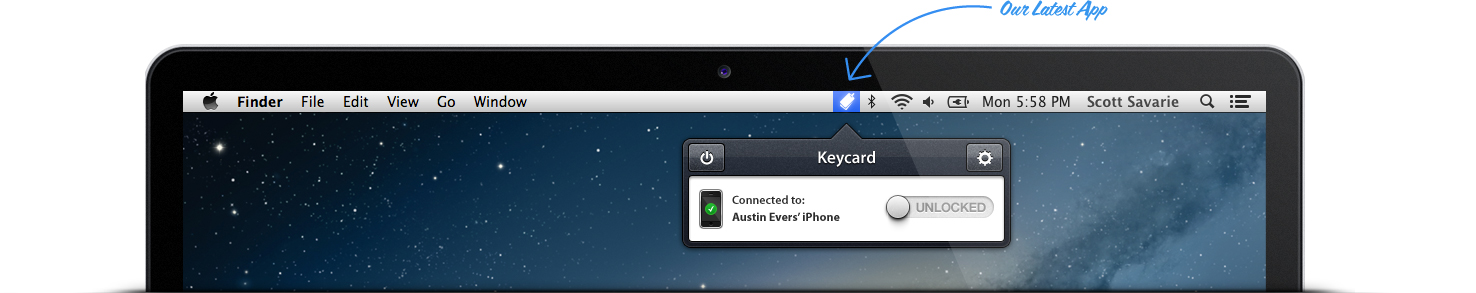 Our Latest App
Finder File Edit View Go Window Mon 5:58 PM Scott Savarie
Keycard
Connected to:
Austin Evers' iPhone
UNLOCKED